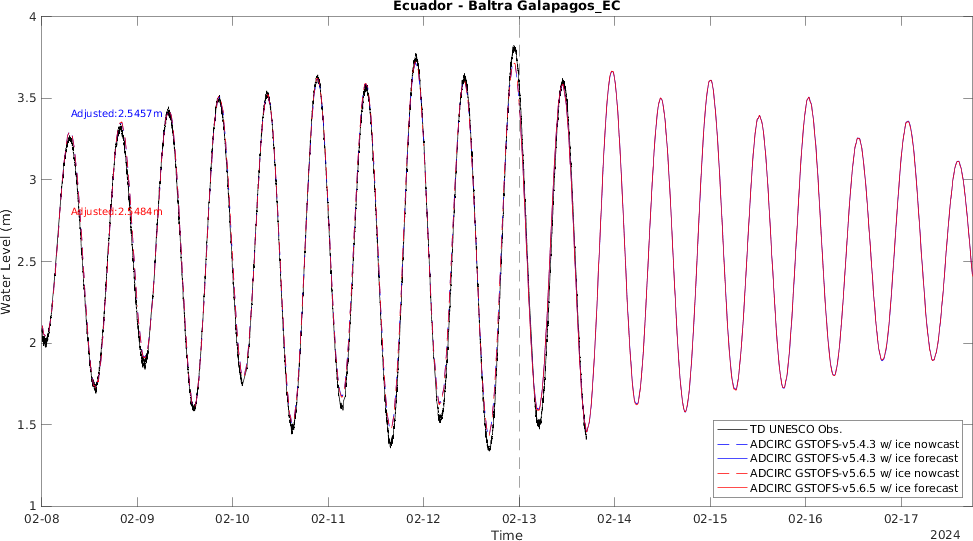 Ecuador - Baltra Galapagos_EC
4
3.5
3
2.5
2
1.5
1
Water Level (m)
Adjusted:2.5457m
Adjusted:2.5484m
TD UNESCO Obs.
ADCIRC GSTOFS-v5.4.3 w/ ice nowcast
ADCIRC GSTOFS-v5.4.3 w/ ice forecast
ADCIRC GSTOFS-v5.6.5 w/ ice nowcast
ADCIRC GSTOFS-v5.6.5 w/ ice forecast
02-08 02-09 02-10 02-11 02-12 02-13 02-14 02-15 02-16 02-17
Time
2024